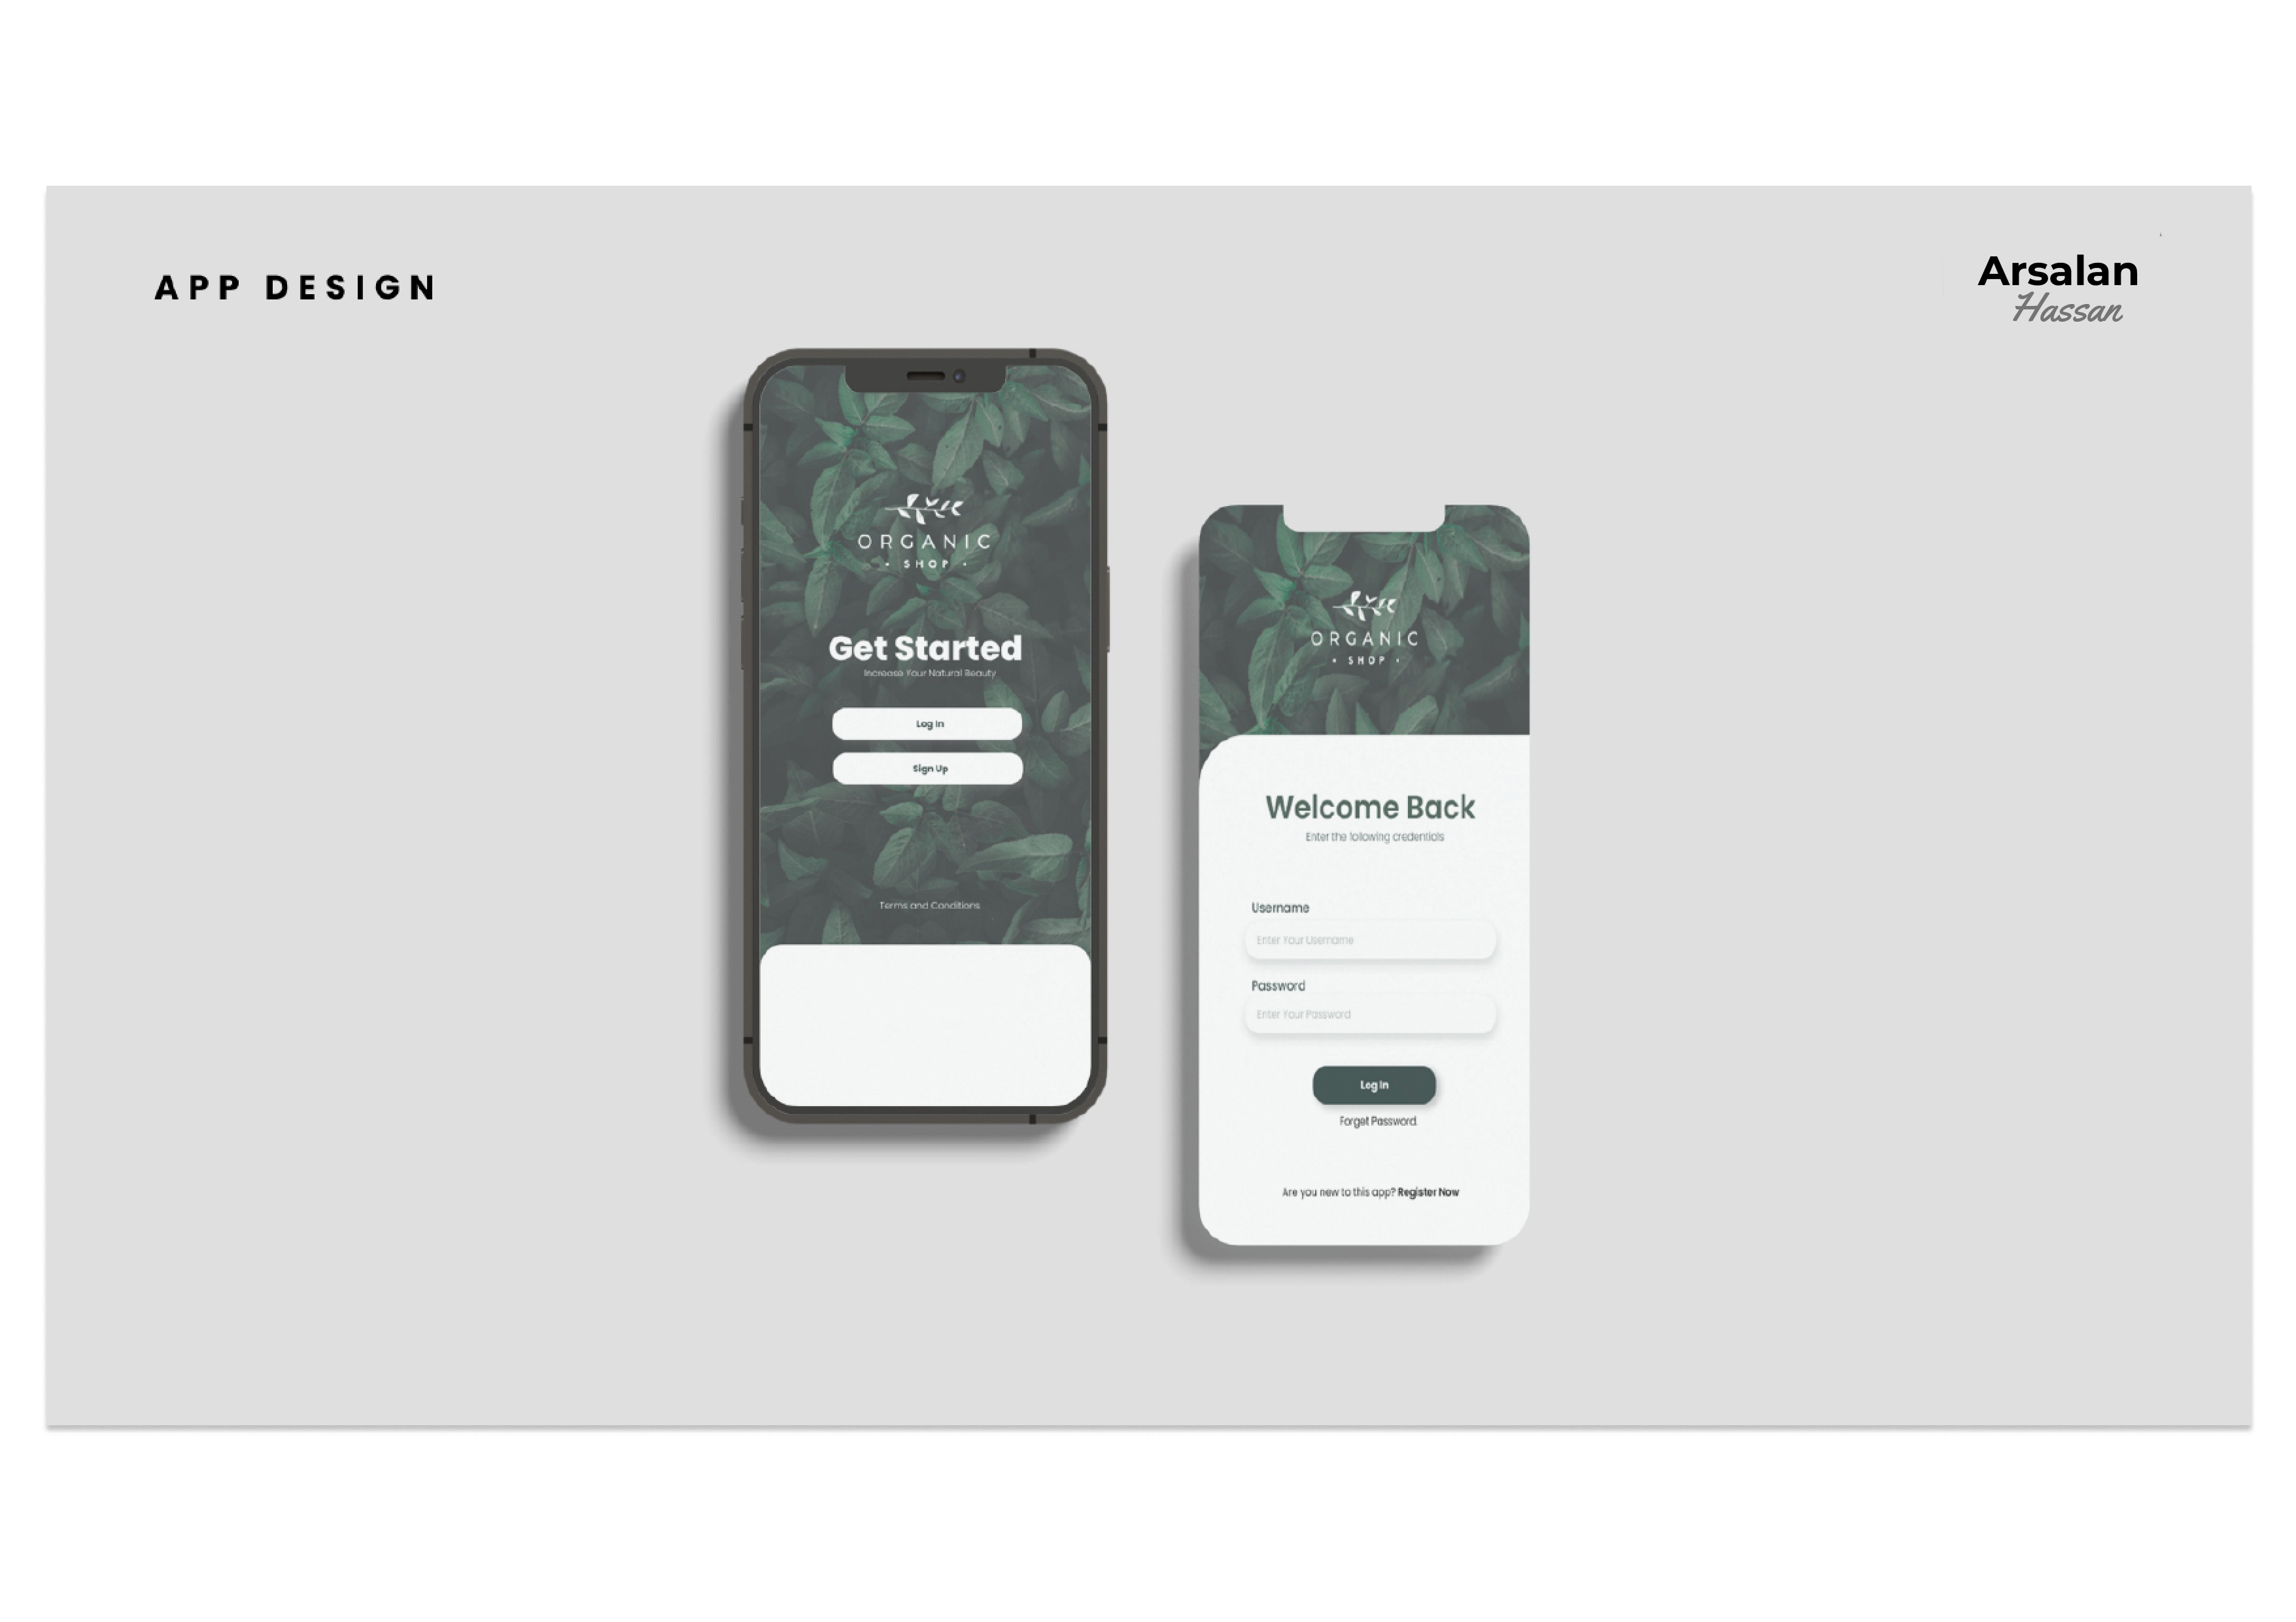 APP DESIGN
Arsalan
Hassan
ORGANIC
• SHOP •
Get Started
Increase Your Natural Beauty
Log In
Sign Up
Terms and Conditions
ORGANIC
• SHOP •
Welcome Back
Enter the following credentials
Username
Enter Your Username
Password
Enter Your Password
Log In
Forget Password
Are you new to this app? Register Now